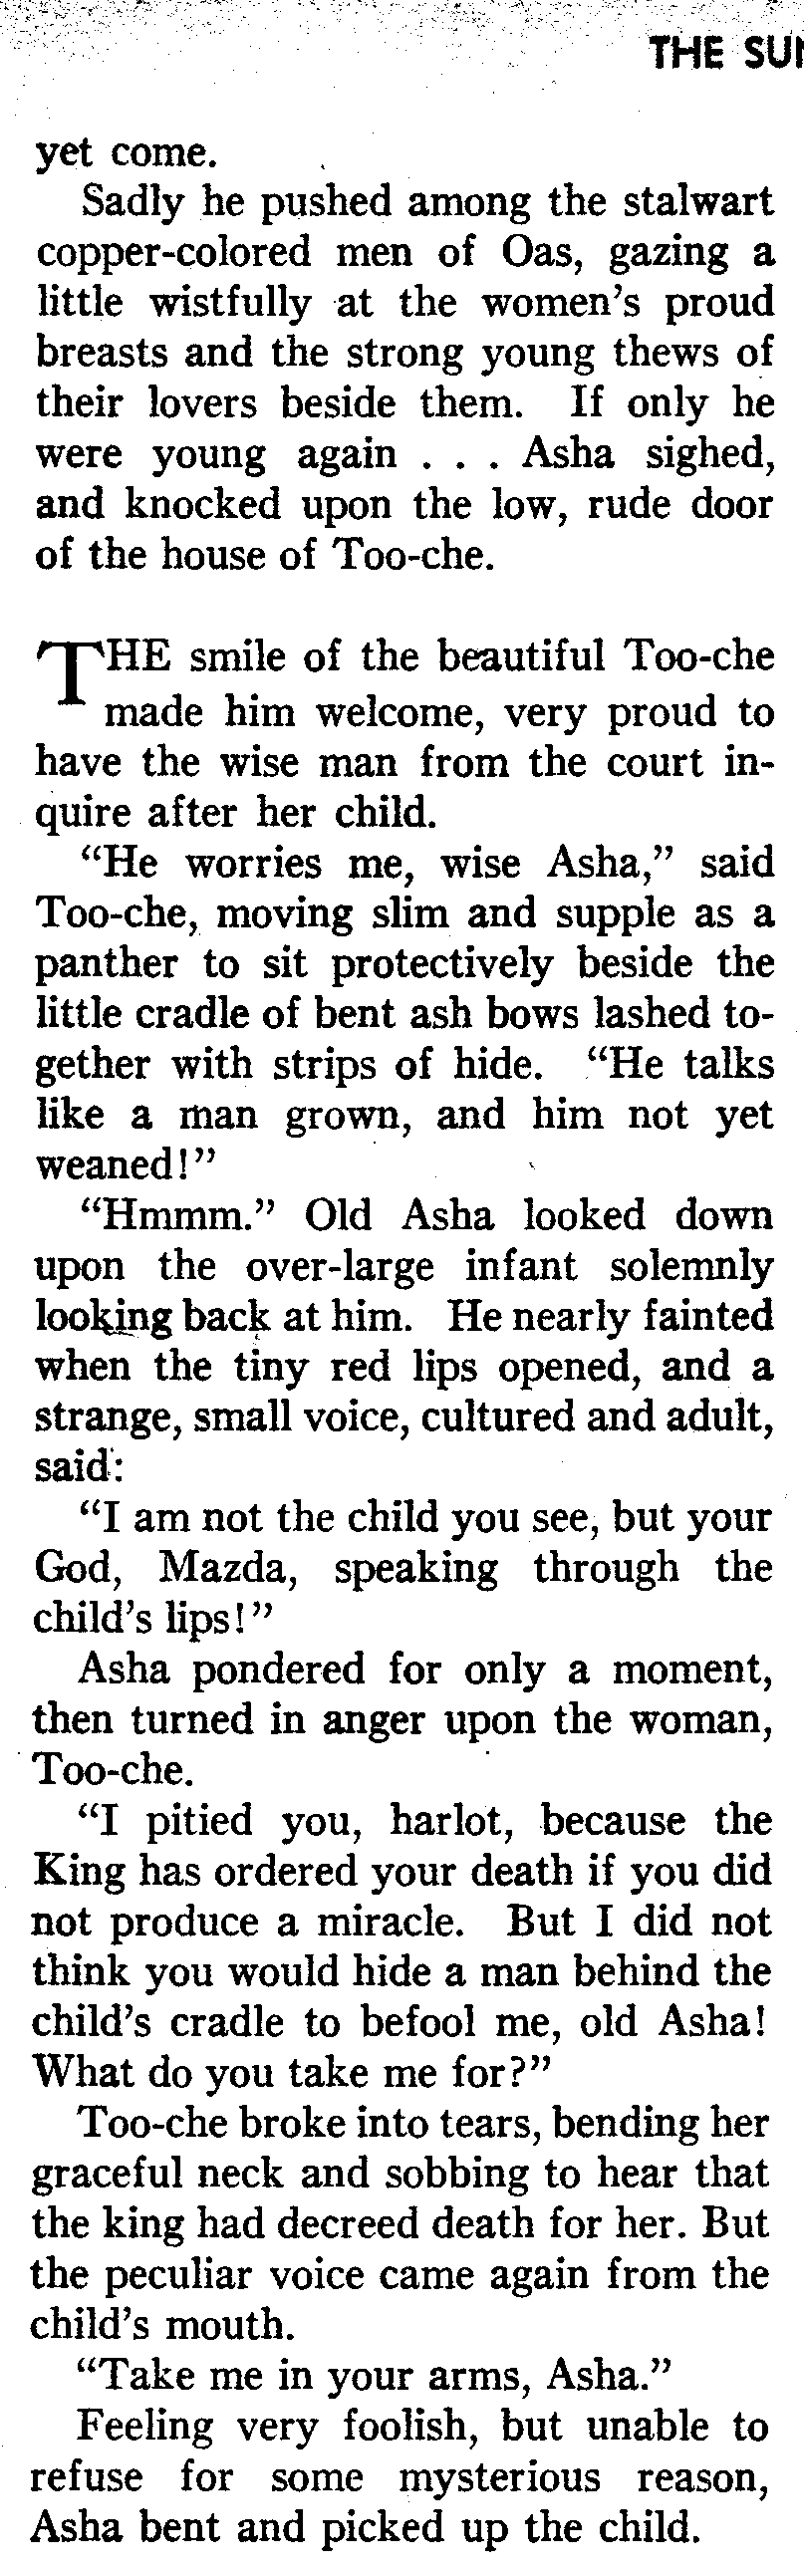 THE SUN
yet come.
Sadly he pushed among the stalwart
copper-colored men of Oas, gazing a
little wistfully at the women's proud
breasts and the strong young thews of
their lovers beside them. If only he
were young again . . . Asha sighed,
and knocked upon the low, rude door
of the house of Too-che.
THE smile of the beautiful Too-che
made him welcome, very proud to
have the wise man from the court in-
quire after her child.
“He worries me, wise Asha,” said
Too-che, moving slim and supple as a
panther to sit protectively beside the
little cradle of bent ash bows lashed to-
gether with strips of hide. “He talks
like a man grown, and him not yet
weaned!”
“Hmmm.” Old Asha looked down
upon the over-large infant solemnly
looking back at him. He nearly fainted
when the tiny red lips opened, and a
strange, small voice, cultured and adult,
said:
“I am not the child you see, but your
God, Mazda, speaking through the
child's lips!”
Asha pondered for only a moment,
then turned in anger upon the woman,
Too-che.
“I pitied you, harlot, because the
King has ordered your death if you did
not produce a miracle. But I did not
think you would hide a man behind the
child's cradle to befool me, old Asha!
What do you take me for?”
Too-che broke into tears, bending her
graceful neck and sobbing to hear that
the king had decreed death for her. But
the peculiar voice came again from the
child's mouth.
“Take me in your arms, Asha.”
Feeling very foolish, but unable to
refuse for some mysterious reason,
Asha bent and picked up the child.